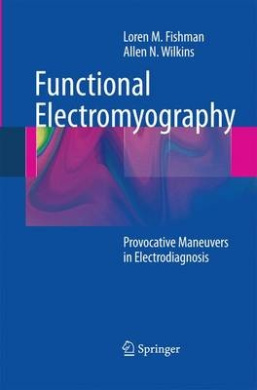 Loren M. Fishman
Allen N. Wilkins
Functional
Electromyography
Provocative Maneuvers
in Electrodiagnosis
Springer